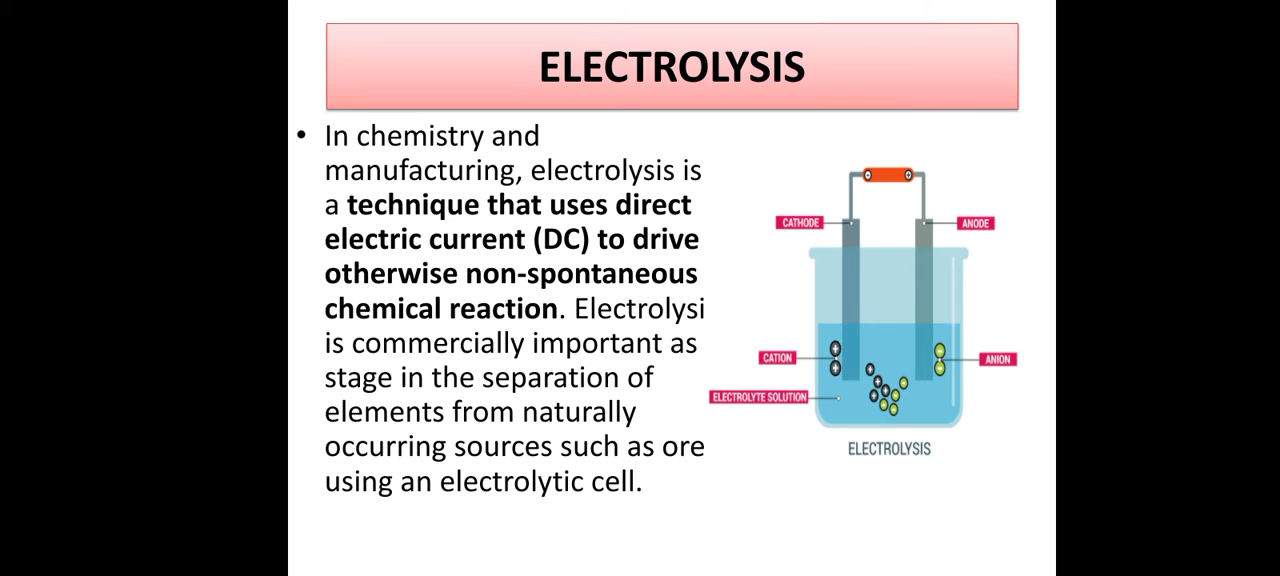 ELECTROLYSIS
• In chemistry and
manufacturing, electrolysis is
a technique that uses direct
electric current (DC) to drive
otherwise non-spontaneous
chemical reaction. Electrolysi
is commercially important as
stage in the separation of
elements from naturally
occurring sources such as ore
using an electrolytic cell.
CATHODE
ANODE
CATION
ANION
ELECTROLYTE SOLUTION
ELECTROLYSIS